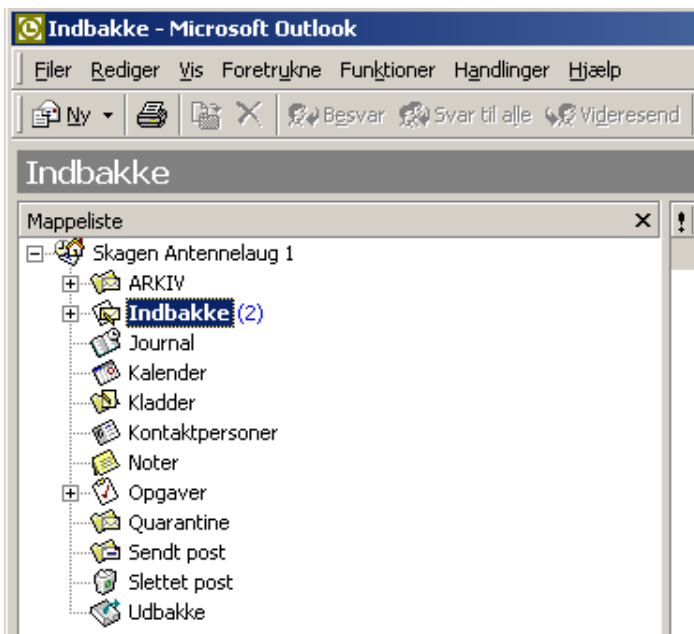 Indbakke - Microsoft Outlook
Filer Rediger Vis Foretrukne Funktioner Handlinger Hjælp
Ny Besvar Svar til alle Videresend
Indbakke
Mappeliste
Skagen Antennelaug 1
ARKIV
Indbakke (2)
Journal
Kalender
Kladder
Kontaktpersoner
Noter
Opgaver
Quarantine
Sendt post
Slettet post
Udbakke